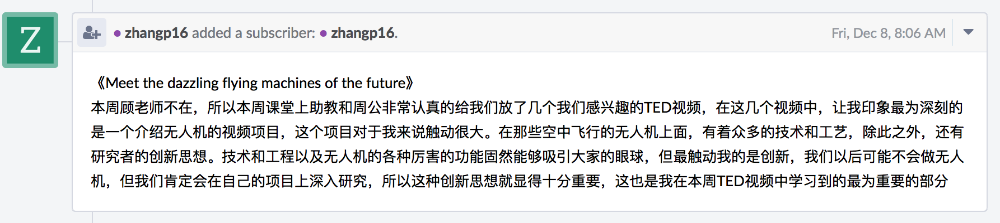 Z
zhangp16 added a subscriber: zhangp16.
Fri, Dec 8, 8:06 AM
《Meet the dazzling flying machines of the future》
本周顾老师不在，所以本周课堂上助教和周公非常认真的给我们放了几个我们感兴趣的TED视频，在这几个视频中，让我印象最为深刻的
是一个介绍无人机的视频项目，这个项目对于我来说触动很大。在那些空中飞行的无人机上面，有着众多的技术和工艺，除此之外，还有
研究者的创新思想。技术和工程以及无人机的各种厉害的功能固然能够吸引大家的眼球，但最触动我的是创新，我们以后可能不会做无人
机，但我们肯定会在自己的项目上深入研究，所以这种创新思想就显得十分重要，这也是我在本周TED视频中学习到的最为重要的部分